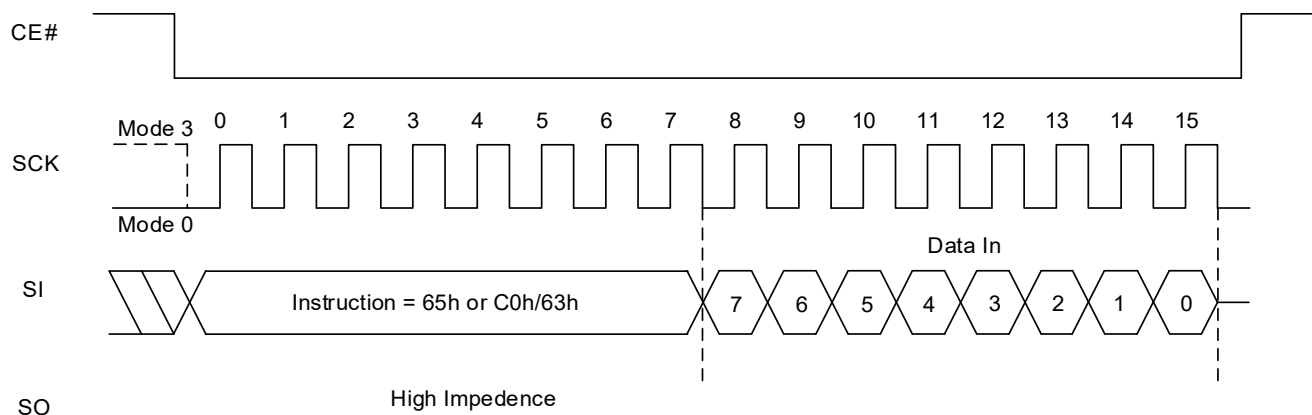 CE#
0 1 2 3 4 5 6 7 8 9 10 11 12 13 14 15
Mode 3
SCK
Mode 0
Data In
SI
Instruction = 65h or C0h/63h
7 6 5 4 3 2 1 0
High Impedence
SO